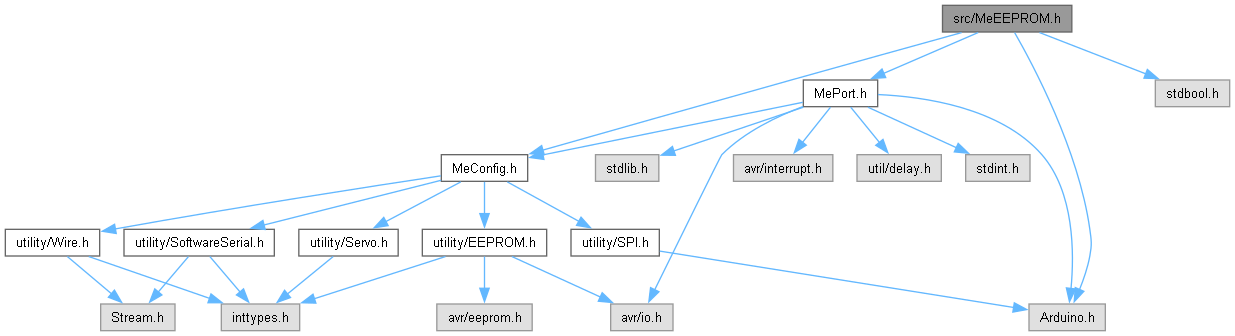 src/MeEEPROM.h
MePort.h
stdbool.h
MeConfig.h
stdlib.h
avr/interrupt.h
util/delay.h
stdint.h
utility/Wire.h
utility/SoftwareSerial.h
utility/Servo.h
utility/EEPROM.h
utility/SPI.h
Stream.h
inttypes.h
avr/eeprom.h
avr/io.h
Arduino.h